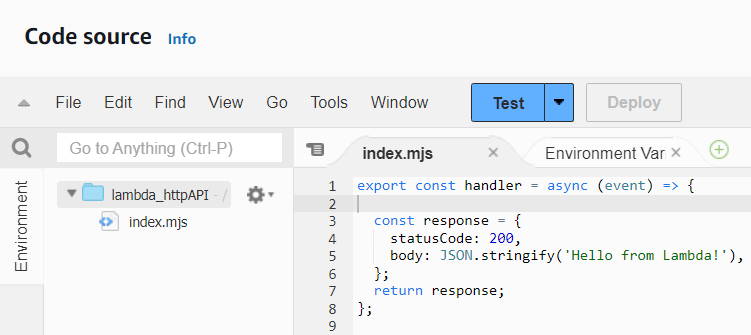 Code source Info
File Edit Find View Go Tools Window Test Deploy
Go to Anything (Ctrl-P) index.mjs Environment Var
Environment
lambda_httpAPI - /
index.mjs
1 export const handler = async (event) => {
2
3 const response = {
4 statusCode: 200,
5 body: JSON.stringify('Hello from Lambda!'),
6 };
7 return response;
8 };
9